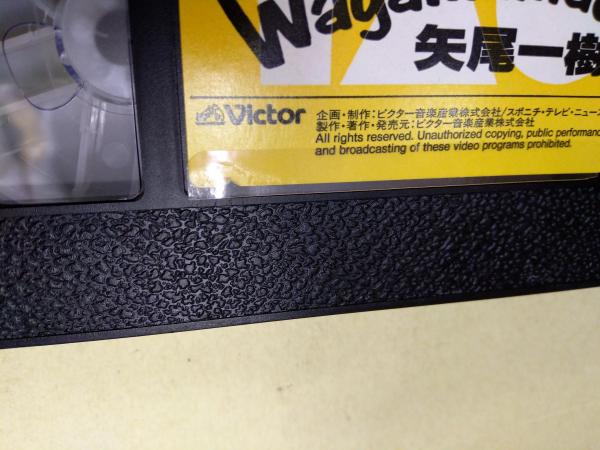 矢尾一樹
Victor
企画・制作:ビクター音楽産業株式会社/スポニチ・テレビ・ニュース
製作・著作・発売元:ビクター音楽産業株式会社
All rights reserved. Unauthorized copying, public performance
and broadcasting of these video programs prohibited.